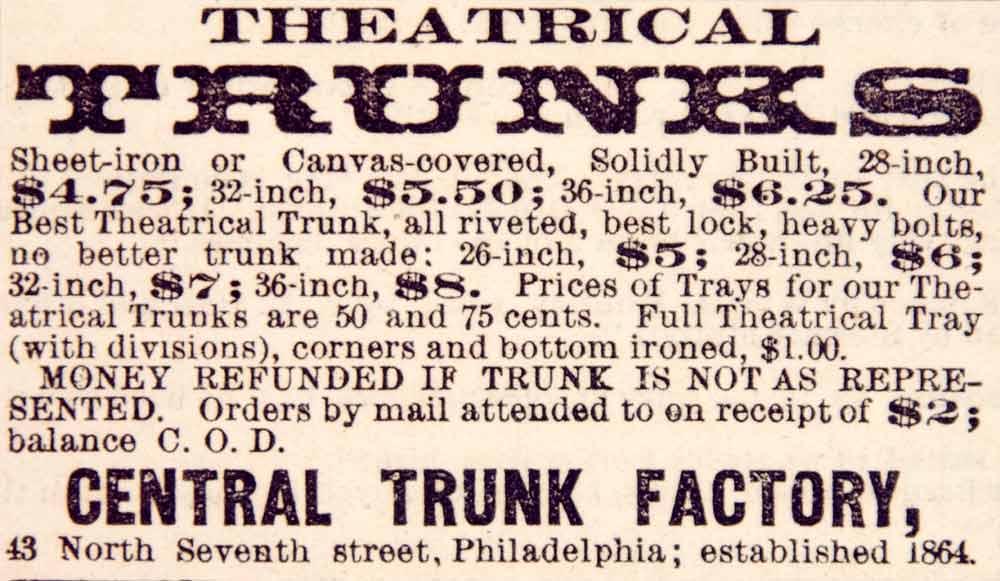 THEATRICAL
TRUNKS
Sheet-iron or Canvas-covered, Solidly Built, 28-inch,
$4.75; 32-inch, $5.50; 36-inch, $6.25. Our
Best Theatrical Trunk, all riveted, best lock, heavy bolts,
no better trunk made: 26-inch, $5; 28-inch, $6;
32-inch, $7; 36-inch, $8. Prices of Trays for our The-
atrical Trunks are 50 and 75 cents. Full Theatrical Tray
(with divisions), corners and bottom ironed, $1.00.
MONEY REFUNDED IF TRUNK IS NOT AS REPRE-
SENTED. Orders by mail attended to on receipt of $2;
balance C. O. D.
CENTRAL TRUNK FACTORY,
43 North Seventh street, Philadelphia; established 1864.